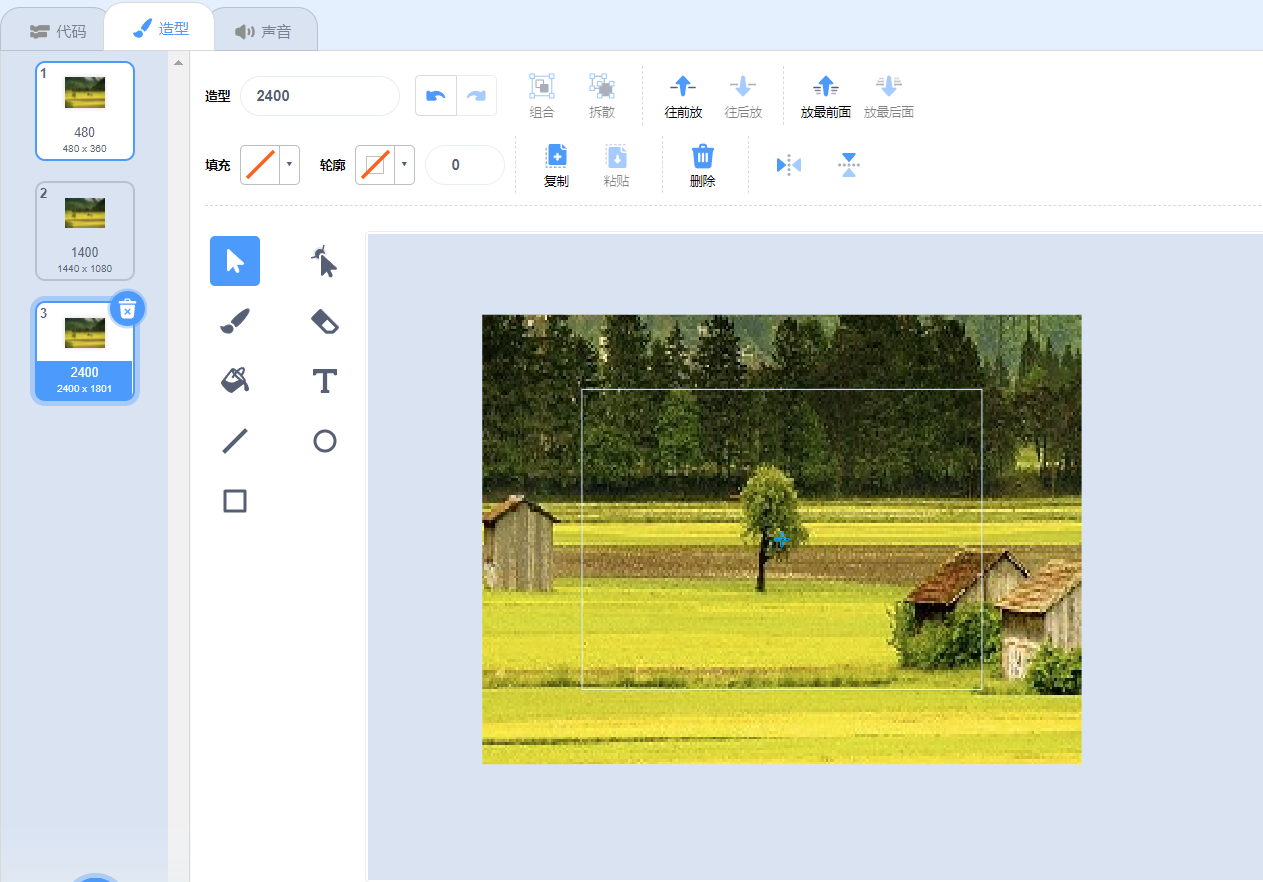 代码
造型
声音
1
480
480 x 360
2
1400
1440 x 1080
3
2400
2400 x 1801
造型
2400
组合
拆散
往前放
往后放
放最前面
放最后面
填充
轮廓
0
复制
粘贴
删除
T